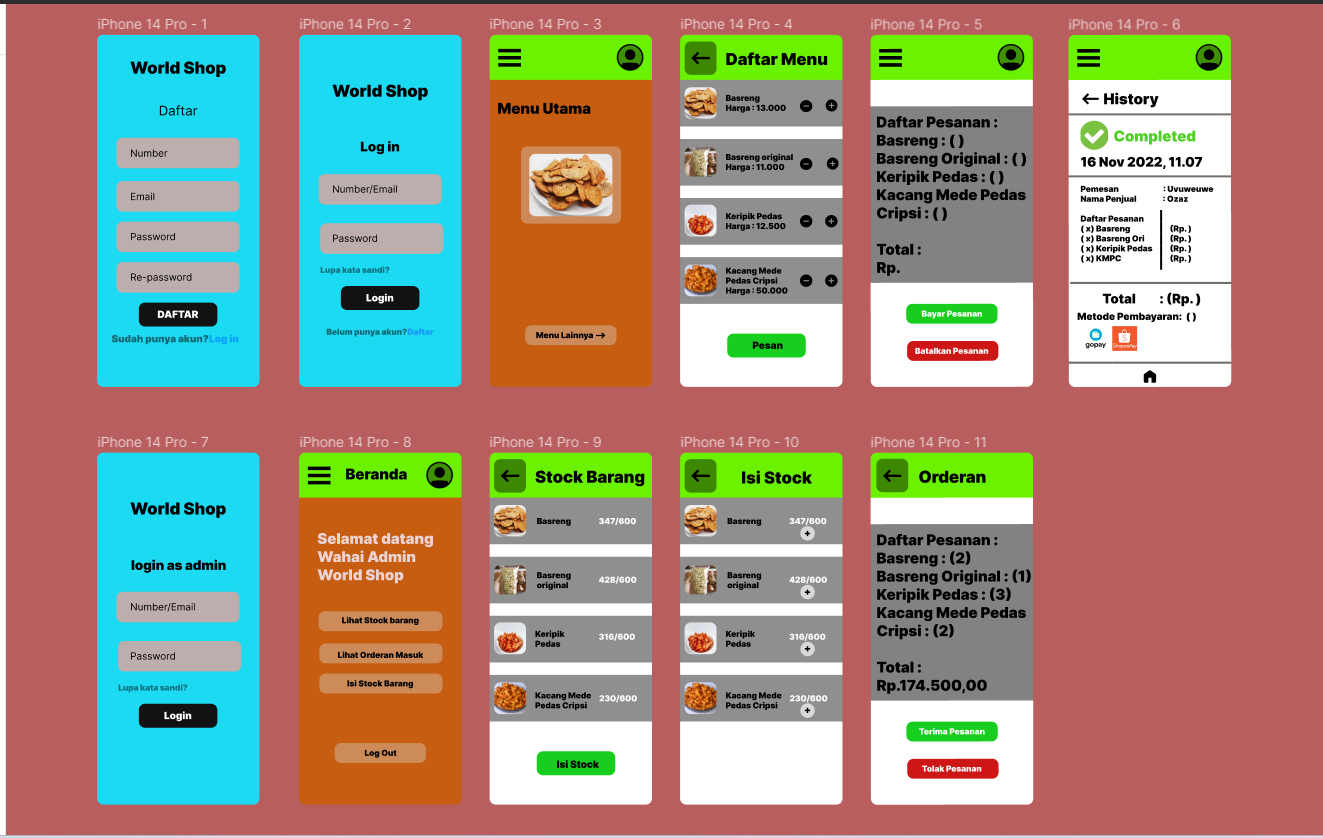 iPhone 14 Pro - 1
World Shop
Daftar
Number
Email
Password
Re-password
DAFTAR
Sudah punya akun?Log in
iPhone 14 Pro - 2
World Shop
Log in
Number/Email
Password
Lupa kata sandi?
Login
Belum punya akun?Daftar
iPhone 14 Pro - 3
Menu Utama
Menu Lainnya →
iPhone 14 Pro - 4
← Daftar Menu
Basreng
Harga : 13.000
Basreng original
Harga : 11.000
Keripik Pedas
Harga : 12.500
Kacang Mede
Pedas Cripsi
Harga : 50.000
Pesan
iPhone 14 Pro - 5
Daftar Pesanan :
Basreng : ( )
Basreng Original : ( )
Keripik Pedas : ( )
Kacang Mede Pedas
Cripsi : ( )
Total :
Rp.
Bayar Pesanan
Batalkan Pesanan
iPhone 14 Pro - 6
← History
Completed
16 Nov 2022, 11.07
Pemesan : Uvuweuwe
Nama Penjual : Ozaz
Daftar Pesanan
( x) Basreng (Rp. )
( x) Basreng Ori (Rp. )
( x) Keripik Pedas (Rp. )
( x) KMPC (Rp. )
Total : (Rp. )
Metode Pembayaran: ( )
gopay
ShopeePay
iPhone 14 Pro - 7
World Shop
login as admin
Number/Email
Password
Lupa kata sandi?
Login
iPhone 14 Pro - 8
Beranda
Selamat datang
Wahai Admin
World Shop
Lihat Stock barang
Lihat Orderan Masuk
Isi Stock Barang
Log Out
iPhone 14 Pro - 9
← Stock Barang
Basreng 347/600
Basreng
original 428/600
Keripik
Pedas 316/600
Kacang Mede
Pedas Cripsi 230/600
Isi Stock
iPhone 14 Pro - 10
← Isi Stock
Basreng 347/600
+
Basreng
original 428/600
+
Keripik
Pedas 316/600
+
Kacang Mede
Pedas Cripsi 230/600
+
iPhone 14 Pro - 11
← Orderan
Daftar Pesanan :
Basreng : (2)
Basreng Original : (1)
Keripik Pedas : (3)
Kacang Mede Pedas
Cripsi : (2)
Total :
Rp.174.500,00
Terima Pesanan
Tolak Pesanan